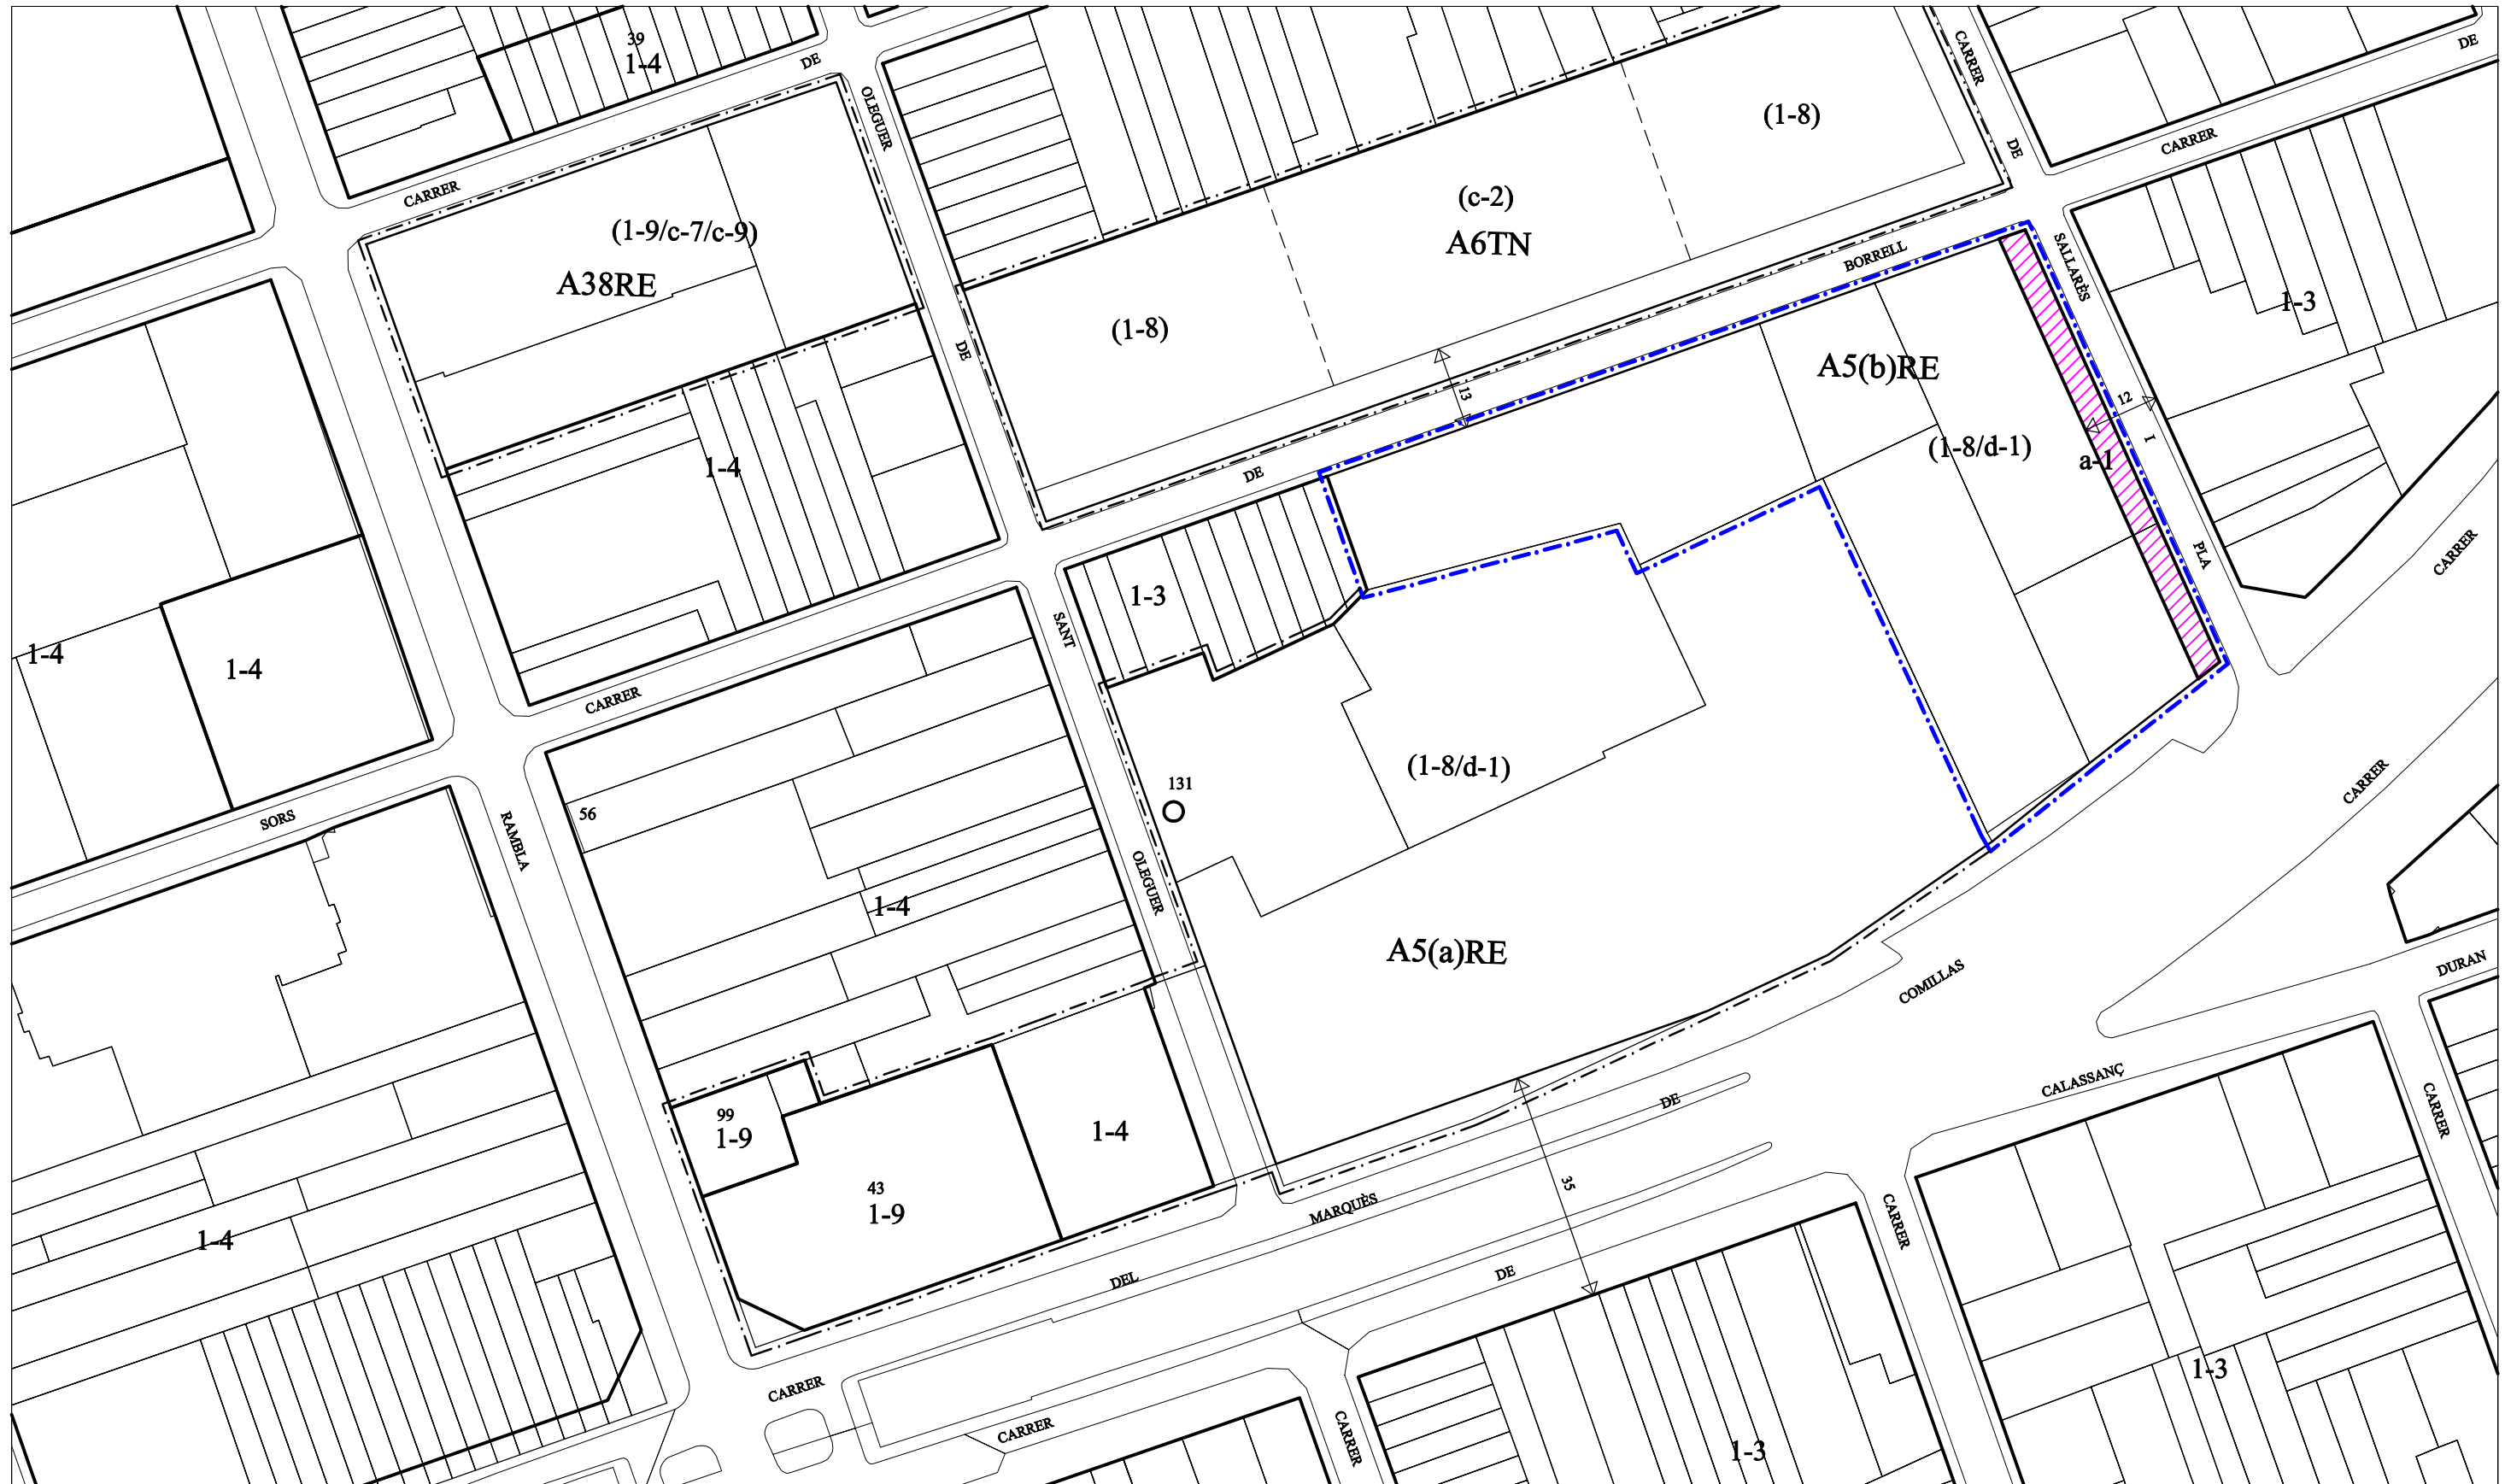 39
1-4
DE
CARRER
OLEGUER
(1-9/c-7/c-9)
A38RE
DE
1-4
(1-8)
(c-2)
A6TN
(1-8)
CARRER
DE
CARRER
DE
BORRELL
SALLARÈS
1-3
13
A5(b)RE
12
(1-8/d-1)
I
a-1
DE
PLA
CARRER
1-3
SANT
1-4
1-4
CARRER
(1-8/d-1)
131
CARRER
56
SORS
RAMBLA
OLEGUER
1-4
A5(a)RE
COMILLAS
DURAN
99
1-9
1-4
DE
CALASSANÇ
CARRER
43
1-9
35
MARQUÈS
CARRER
1-4
DEL
DE
CARRER
CARRER
CARRER
1-3
1-3